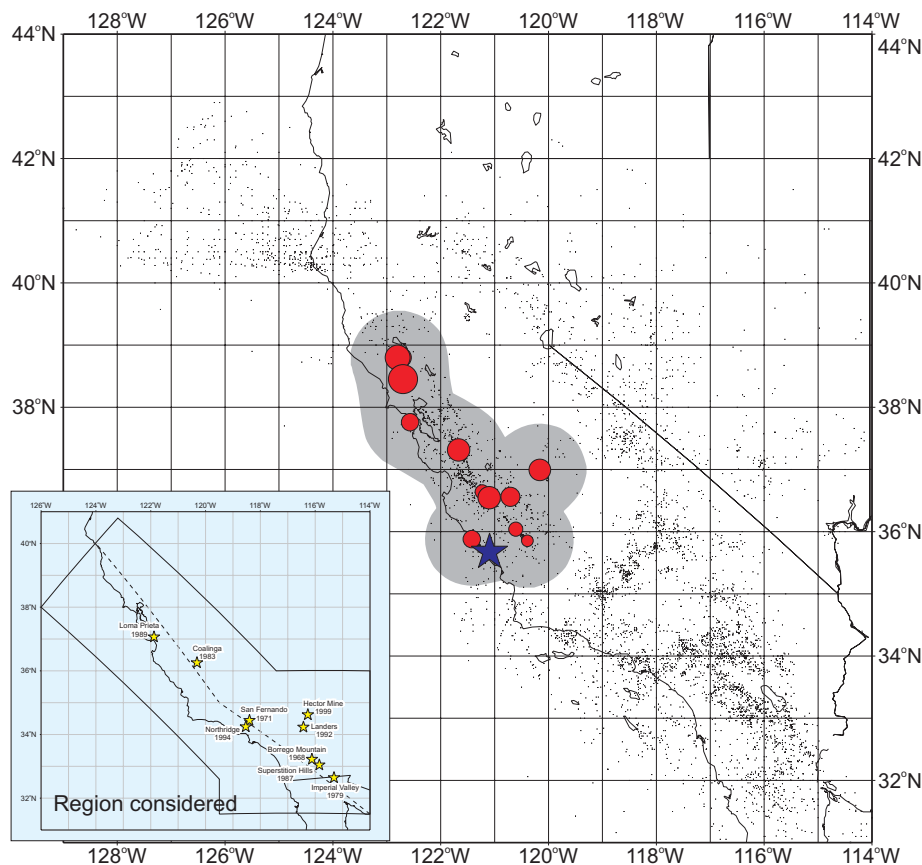 128°W 126°W 124°W 122°W 120°W 118°W 116°W 114°W
44°N 44°N
42°N 42°N
40°N 40°N
38°N 38°N
36°N 36°N
34°N 34°N
32°N 32°N
128°W 126°W 124°W 122°W 120°W 118°W 116°W 114°W
126°W 124°W 122°W 120°W 118°W 116°W 114°W
40°N
38°N
36°N
34°N
32°N
Loma Prieta
1989
Coalinga
1983
San Fernando
1971
Hector Mine
1999
Northridge
1994
Landers
1992
Borrego Mountain
1968
Superstition Hills
1987
Imperial Valley
1979
Region considered